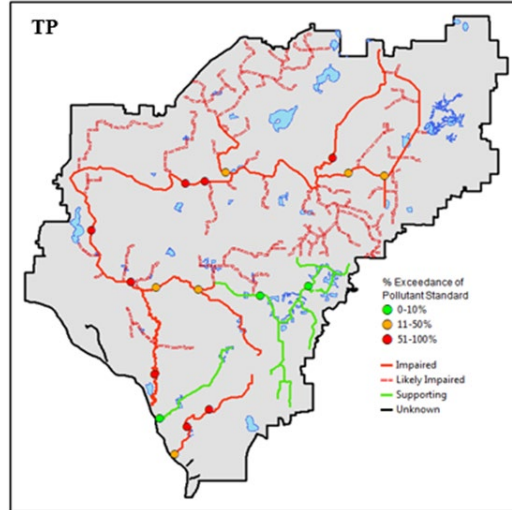 TP
% Exceedance of
Pollutant Standard
0-10%
11-50%
51-100%
Impaired
Likely Impaired
Supporting
Unknown